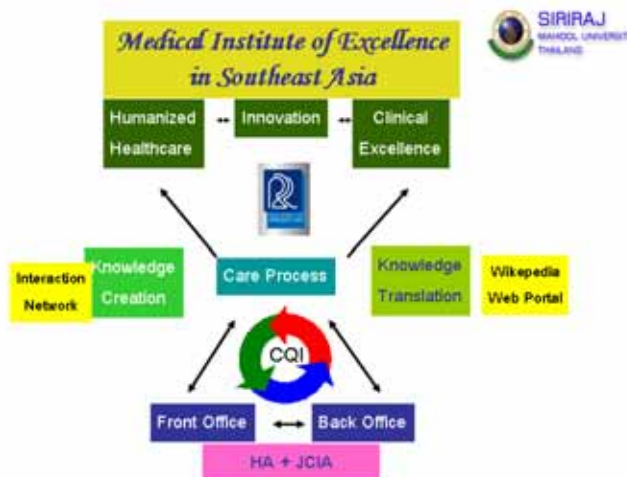 SIRIRAJ
MAHIDOL UNIVERSITY
THAILAND
Medical Institute of Excellence
in Southeast Asia
Humanized
Healthcare
Innovation
Clinical
Excellence
Knowledge
Creation
Interaction
Network
Care Process
Knowledge
Translation
Wikepedia
Web Portal
CQI
Front Office
Back Office
HA + JCIA